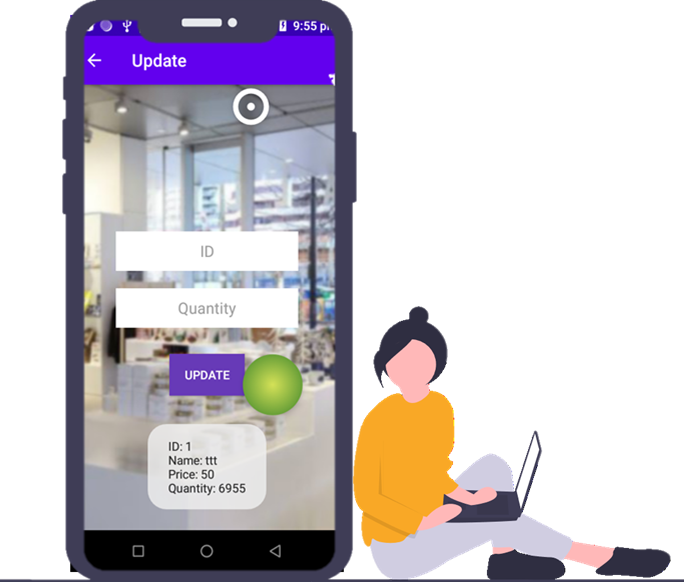 9:55 p
Update
ID
Quantity
UPDATE
ID: 1
Name: ttt
Price: 50
Quantity: 6955